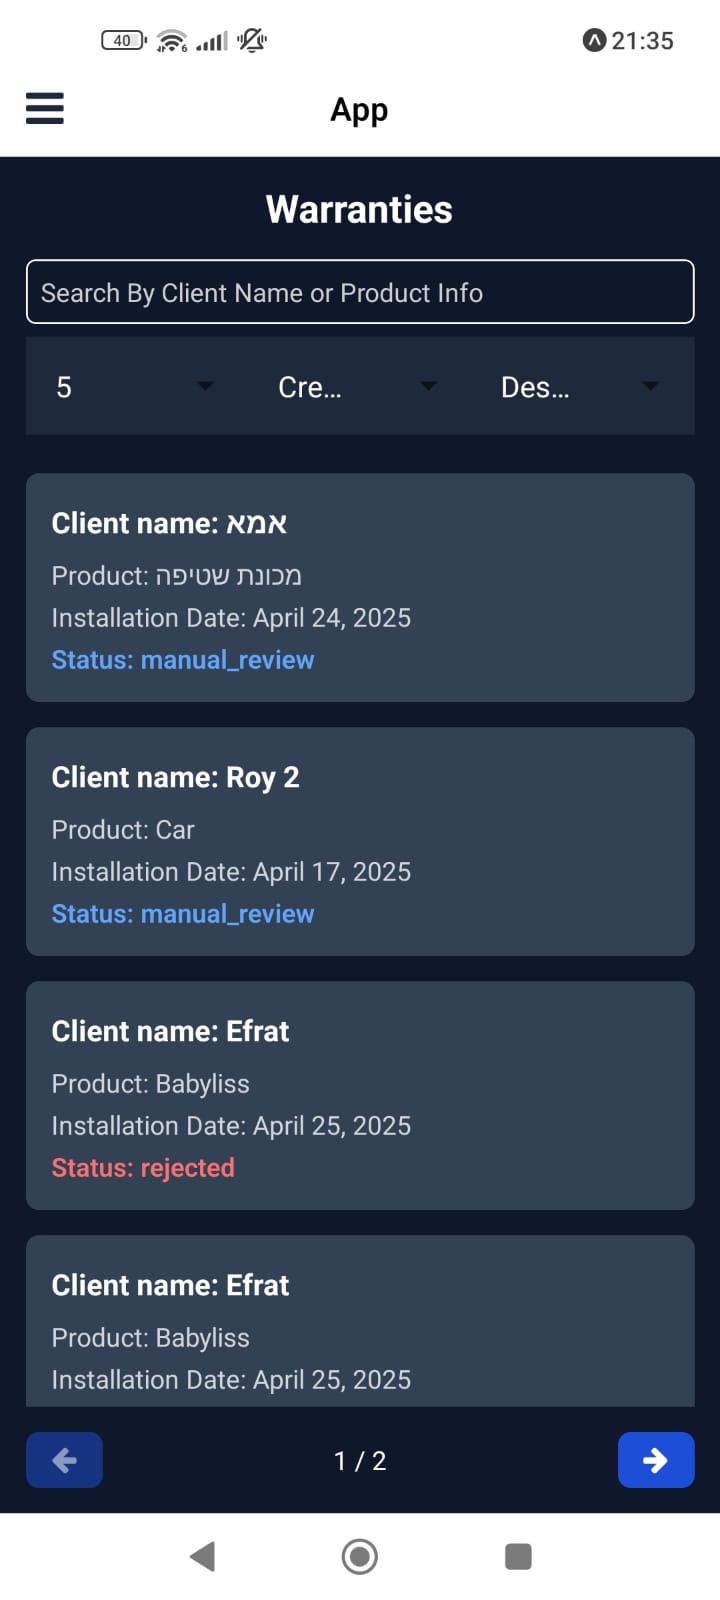 40 6 21:35
App
Warranties
Search By Client Name or Product Info
5 Cre... Des...
Client name: אמא
Product: מכונת שטיפה
Installation Date: April 24, 2025
Status: manual_review
Client name: Roy 2
Product: Car
Installation Date: April 17, 2025
Status: manual_review
Client name: Efrat
Product: Babyliss
Installation Date: April 25, 2025
Status: rejected
Client name: Efrat
Product: Babyliss
Installation Date: April 25, 2025
1 / 2